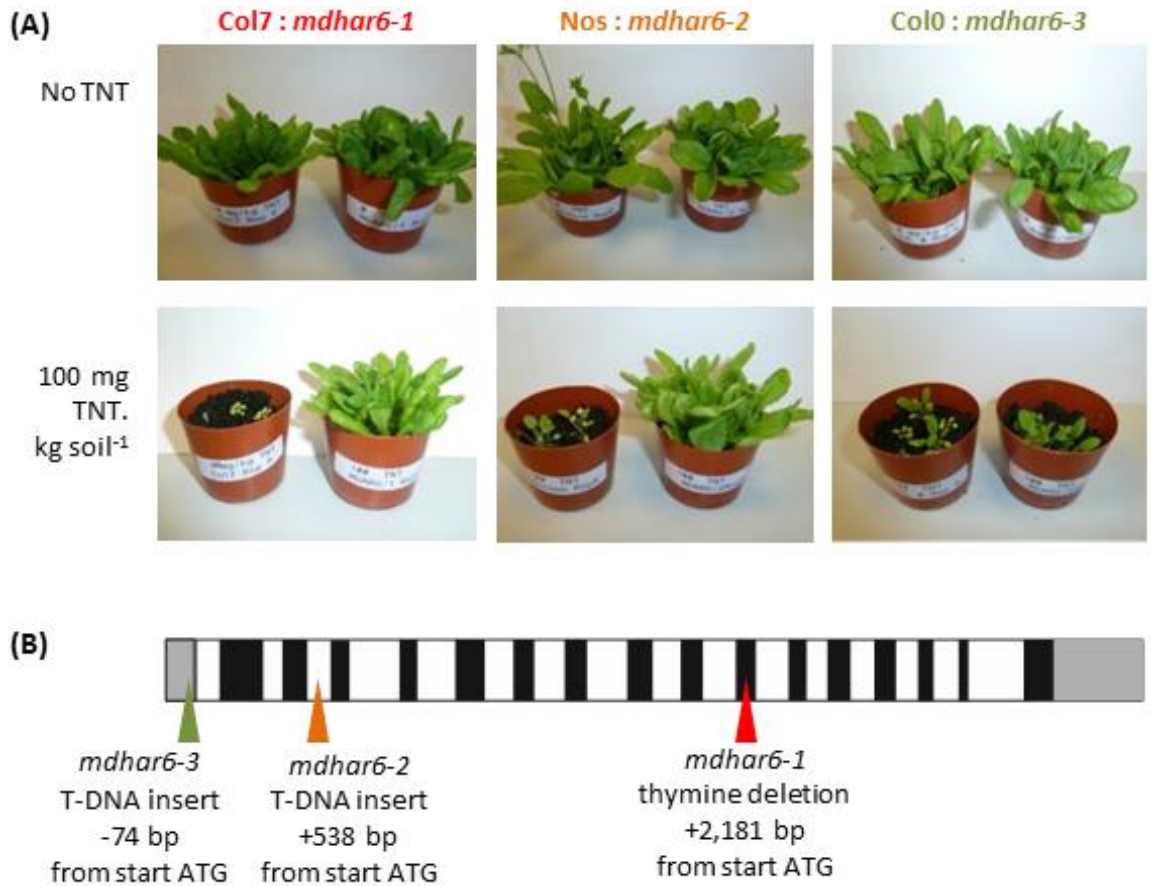 (A)
Col7 : mdhar6-1
Nos : mdhar6-2
Col0 : mdhar6-3
No TNT
100 mg
TNT.
kg soil-1
(B)
mdhar6-3
T-DNA insert
-74 bp
from start ATG
mdhar6-2
T-DNA insert
+538 bp
from start ATG
mdhar6-1
thymine deletion
+2,181 bp
from start ATG